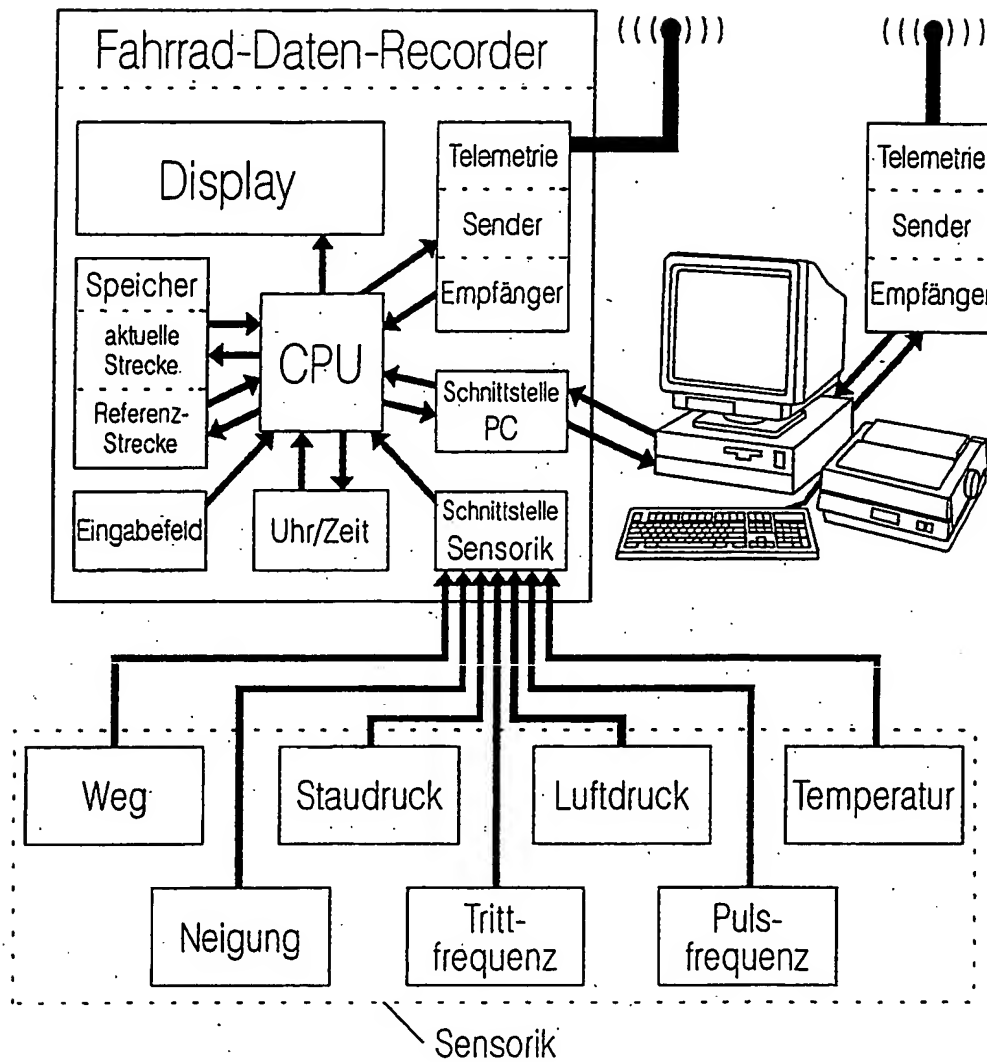 Fahrrad-Daten-Recorder
Display
Telemetrie
Sender
Empfänger
Speicher
aktuelle
Strecke
Referenz-
Strecke
CPU
Schnittstelle
PC
Eingabefeld
Uhr/Zeit
Schnittstelle
Sensorik
Telemetrie
Sender
Empfänger
Weg
Staudruck
Luftdruck
Temperatur
Neigung
Tritt-
frequenz
Puls-
frequenz
Sensorik